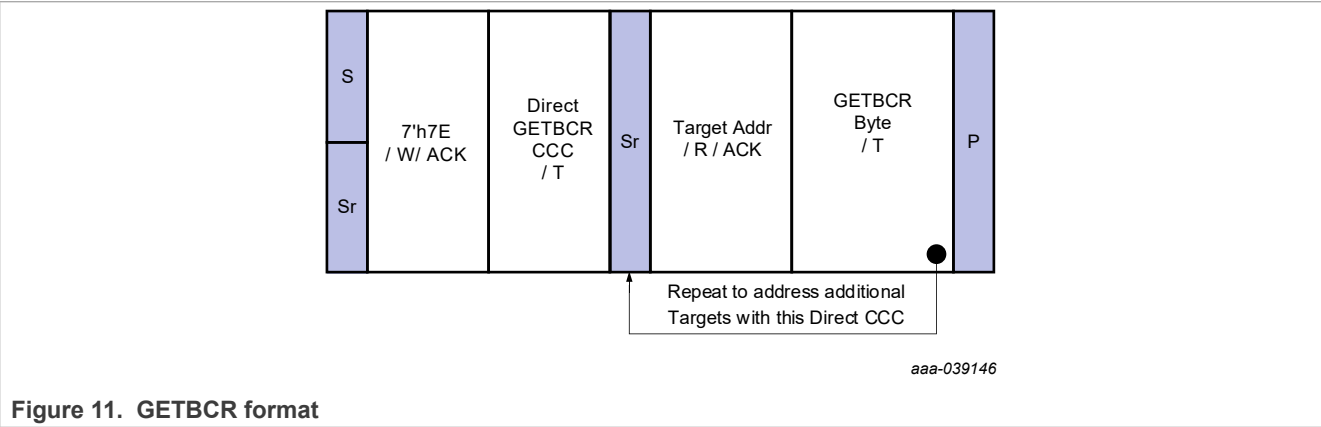 S
Sr
7'h7E
/ W/ ACK
Direct
GETBCR
CCC
/ T
Sr
Target Addr
/ R / ACK
GETBCR
Byte
/ T
P
Repeat to address additional
Targets with this Direct CCC
aaa-039146
Figure 11. GETBCR format